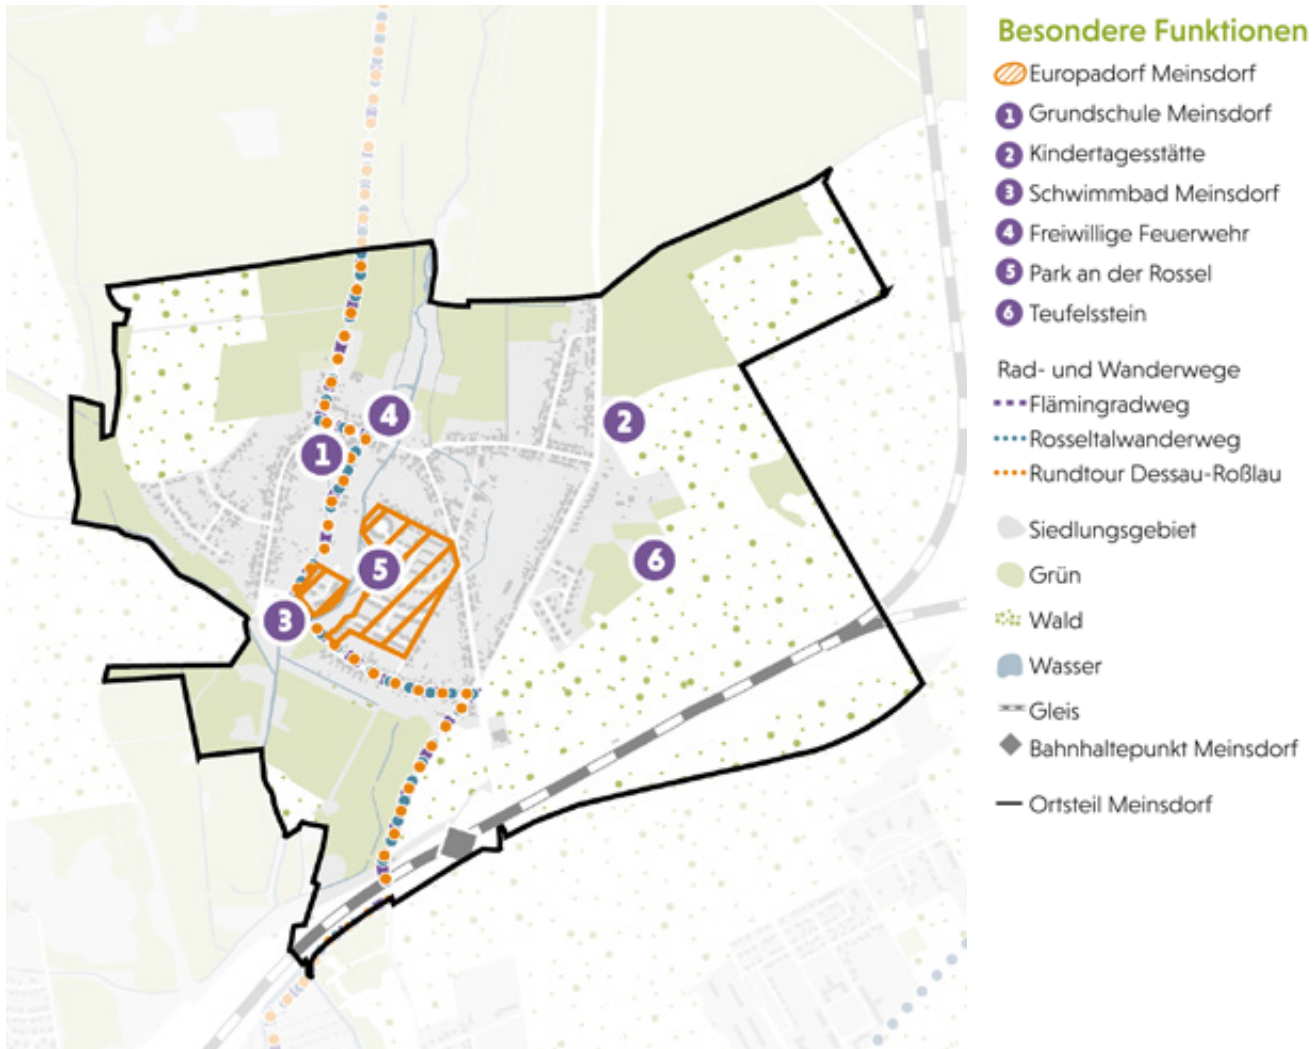 Besondere Funktionen
Europadorf Meinsdorf
1 Grundschule Meinsdorf
2 Kindertagesstätte
3 Schwimmbad Meinsdorf
4 Freiwillige Feuerwehr
5 Park an der Rossel
6 Teufelsstein
Rad- und Wanderwege
Flämingradweg
Rosseltalwanderweg
Rundtour Dessau-Roßlau
Siedlungsgebiet
Grün
Wald
Wasser
Gleis
Bahnhaltepunkt Meinsdorf
Ortsteil Meinsdorf
4
2
1
5
6
3